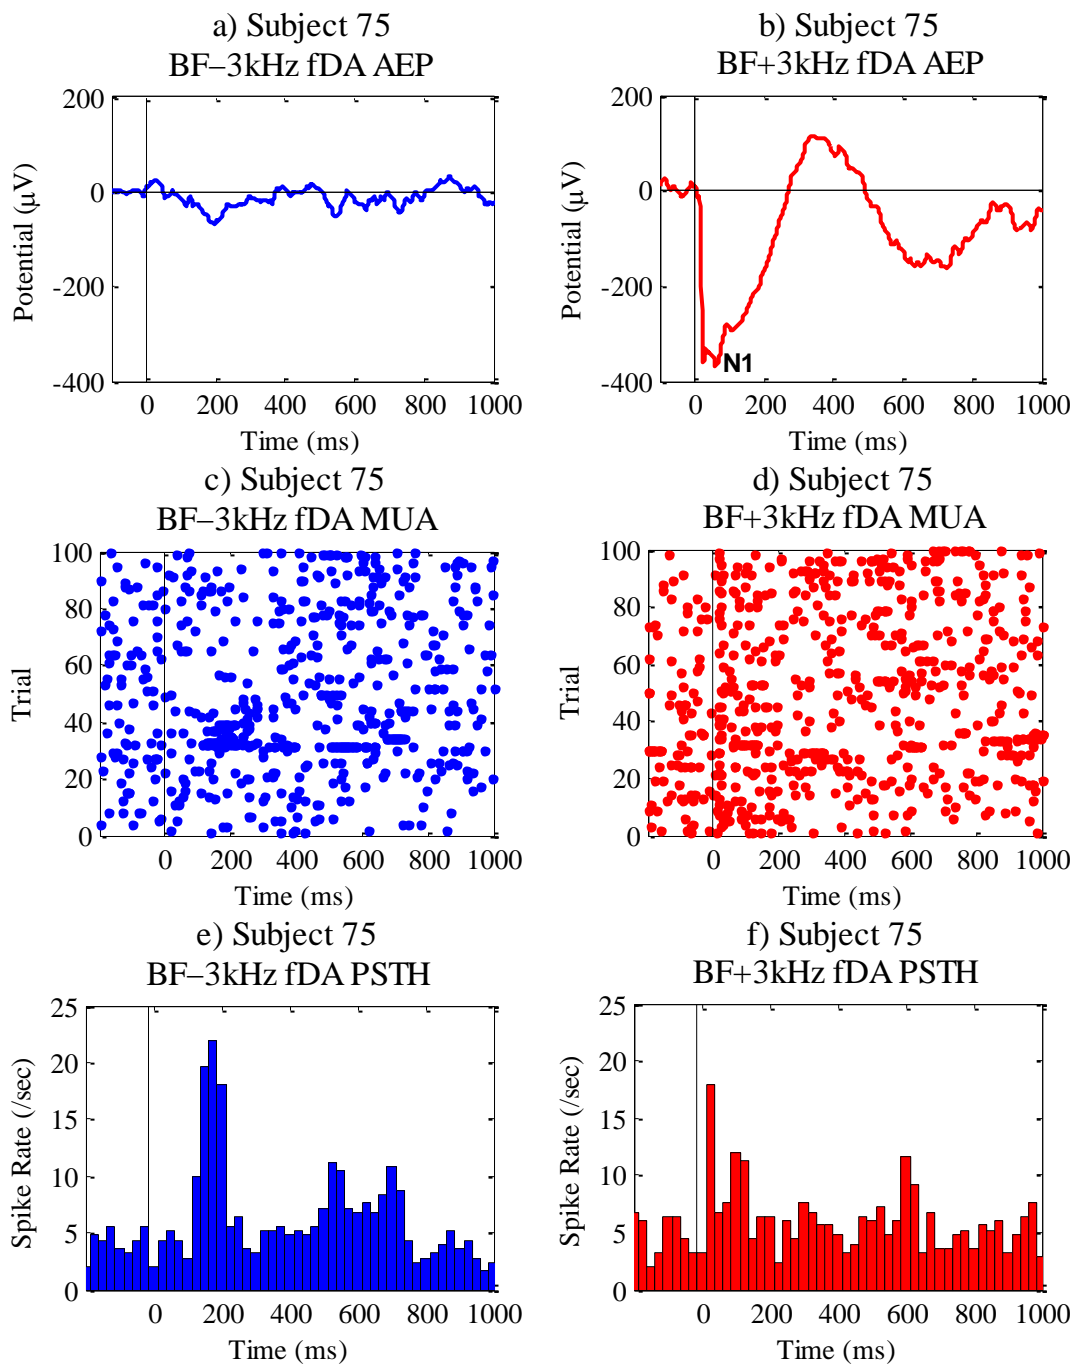 a) Subject 75
BF−3kHz fDA AEP
200
0
-200
-400
Potential (µV)
0 200 400 600 800 1000
Time (ms)
b) Subject 75
BF+3kHz fDA AEP
200
0
-200
-400
Potential (µV)
N1
0 200 400 600 800 1000
Time (ms)
c) Subject 75
BF−3kHz fDA MUA
100
80
60
40
20
0
Trial
0 200 400 600 800 1000
Time (ms)
d) Subject 75
BF+3kHz fDA MUA
100
80
60
40
20
0
Trial
0 200 400 600 800 1000
Time (ms)
e) Subject 75
BF−3kHz fDA PSTH
25
20
15
10
5
0
Spike Rate (/sec)
0 200 400 600 800 1000
Time (ms)
f) Subject 75
BF+3kHz fDA PSTH
25
20
15
10
5
0
Spike Rate (/sec)
0 200 400 600 800 1000
Time (ms)